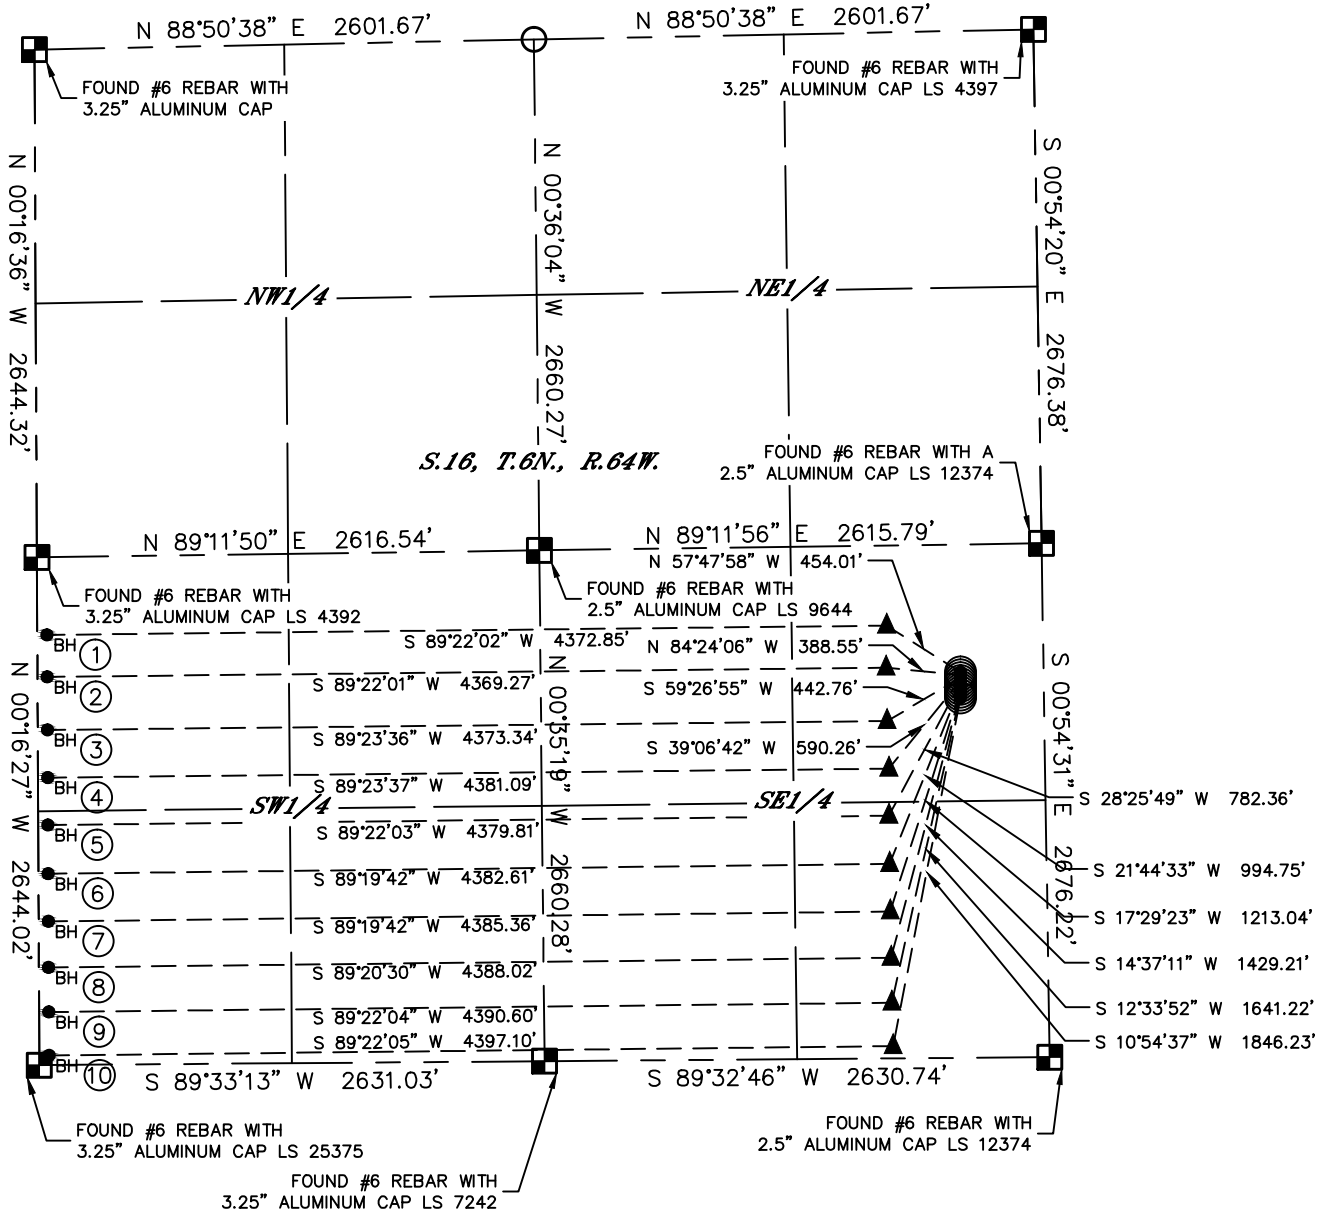 N 88°50'38" E 2601.67'
N 88°50'38" E 2601.67'
FOUND #6 REBAR WITH
3.25" ALUMINUM CAP
FOUND #6 REBAR WITH
3.25" ALUMINUM CAP LS 4397
N 00°16'36" W 2644.32'
N 00°36'04" W 2660.27'
S 00°54'20" E 2676.38'
NW1/4
NE1/4
S.16, T.6N., R.64W.
FOUND #6 REBAR WITH A
2.5" ALUMINUM CAP LS 12374
N 89°11'50" E 2616.54'
N 89°11'56" E 2615.79'
N 57°47'58" W 454.01'
FOUND #6 REBAR WITH
3.25" ALUMINUM CAP LS 4392
FOUND #6 REBAR WITH
2.5" ALUMINUM CAP LS 9644
BH 1
S 89°22'02" W 4372.85'
N 84°24'06" W 388.55'
BH 2
S 89°22'01" W 4369.27'
S 59°26'55" W 442.76'
BH 3
S 89°23'36" W 4373.34'
S 39°06'42" W 590.26'
BH 4
S 89°23'37" W 4381.09'
N 00°16'27" W 2644.02'
N 00°35'19" W 2660.28'
S 00°54'31" E 2676.22'
SW1/4
SE1/4
S 28°25'49" W 782.36'
BH 5
S 89°22'03" W 4379.81'
BH 6
S 89°19'42" W 4382.61'
S 21°44'33" W 994.75'
BH 7
S 89°19'42" W 4385.36'
S 17°29'23" W 1213.04'
BH 8
S 89°20'30" W 4388.02'
S 14°37'11" W 1429.21'
BH 9
S 89°22'04" W 4390.60'
S 12°33'52" W 1641.22'
BH 10
S 89°22'05" W 4397.10'
S 10°54'37" W 1846.23'
S 89°33'13" W 2631.03'
S 89°32'46" W 2630.74'
FOUND #6 REBAR WITH
3.25" ALUMINUM CAP LS 25375
FOUND #6 REBAR WITH
2.5" ALUMINUM CAP LS 12374
FOUND #6 REBAR WITH
3.25" ALUMINUM CAP LS 7242